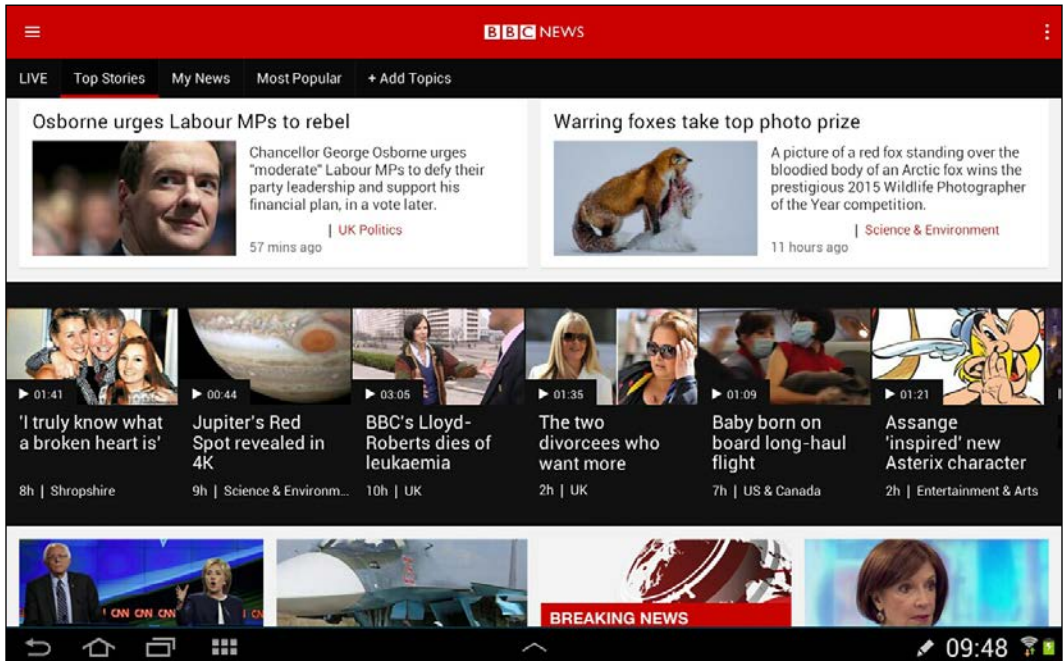 BBC NEWS
LIVE Top Stories My News Most Popular + Add Topics
Osborne urges Labour MPs to rebel
Chancellor George Osborne urges
"moderate" Labour MPs to defy their
party leadership and support his
financial plan, in a vote later.
| UK Politics
57 mins ago
Warring foxes take top photo prize
A picture of a red fox standing over the
bloodied body of an Arctic fox wins the
prestigious 2015 Wildlife Photographer
of the Year competition.
| Science & Environment
11 hours ago
01:41
'I truly know what
a broken heart is'
8h | Shropshire
00:44
Jupiter's Red
Spot revealed in
4K
9h | Science & Environm...
03:05
BBC's Lloyd-
Roberts dies of
leukaemia
10h | UK
01:35
The two
divorcees who
want more
2h | UK
01:09
Baby born on
board long-haul
flight
7h | US & Canada
01:21
Assange
'inspired' new
Asterix character
2h | Entertainment & Arts
CNN CNN CNN
BREAKING NEWS
09:48